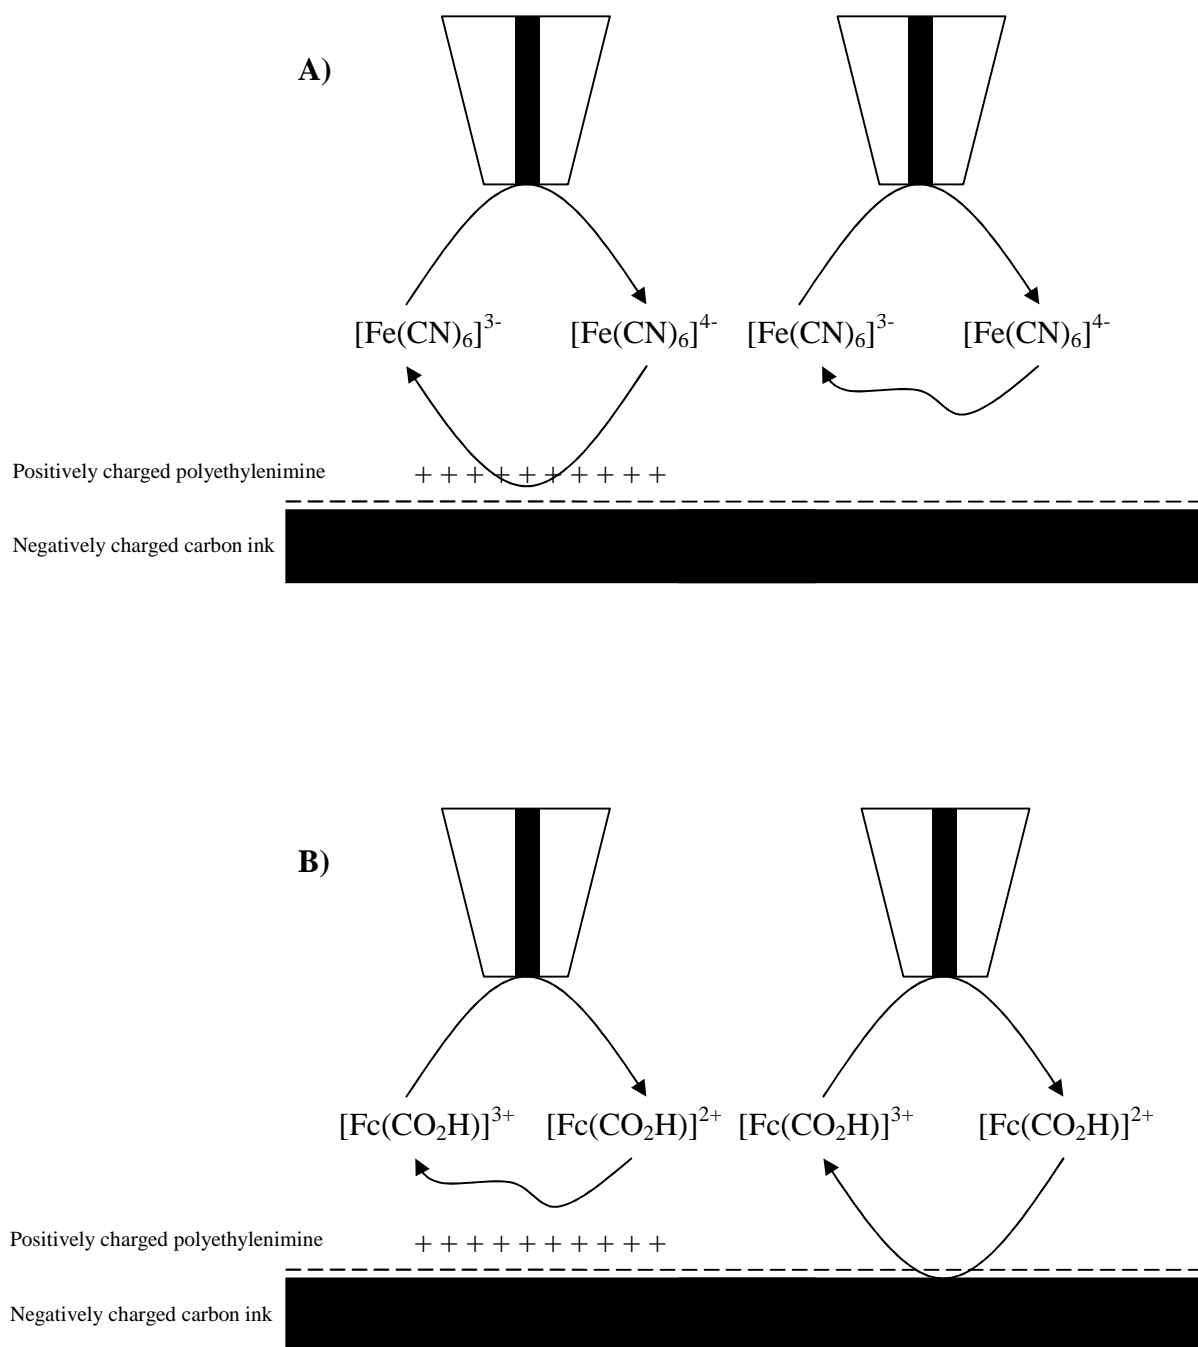 A)
[Fe(CN)₆]³⁻ [Fe(CN)₆]⁴⁻ [Fe(CN)₆]³⁻ [Fe(CN)₆]⁴⁻
Positively charged polyethylenimine + + + + + + + + + +
Negatively charged carbon ink
B)
[Fc(CO₂H)]³⁺ [Fc(CO₂H)]²⁺ [Fc(CO₂H)]³⁺ [Fc(CO₂H)]²⁺
Positively charged polyethylenimine + + + + + + + + + +
Negatively charged carbon ink